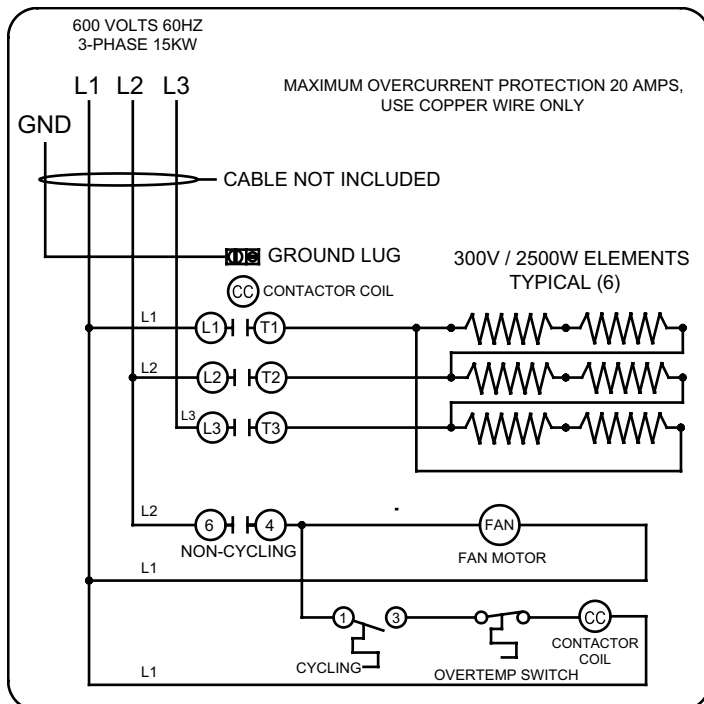 600 VOLTS 60HZ
3-PHASE 15KW
L1 L2 L3
MAXIMUM OVERCURRENT PROTECTION 20 AMPS,
USE COPPER WIRE ONLY
GND
CABLE NOT INCLUDED
GROUND LUG
300V / 2500W ELEMENTS
TYPICAL (6)
CC CONTACTOR COIL
L1 L1 T1
L2 L2 T2
L3 L3 T3
L2 6 4 FAN
NON-CYCLING
FAN MOTOR
L1
1 3 CC
CYCLING
OVERTEMP SWITCH
CONTACTOR
COIL
L1